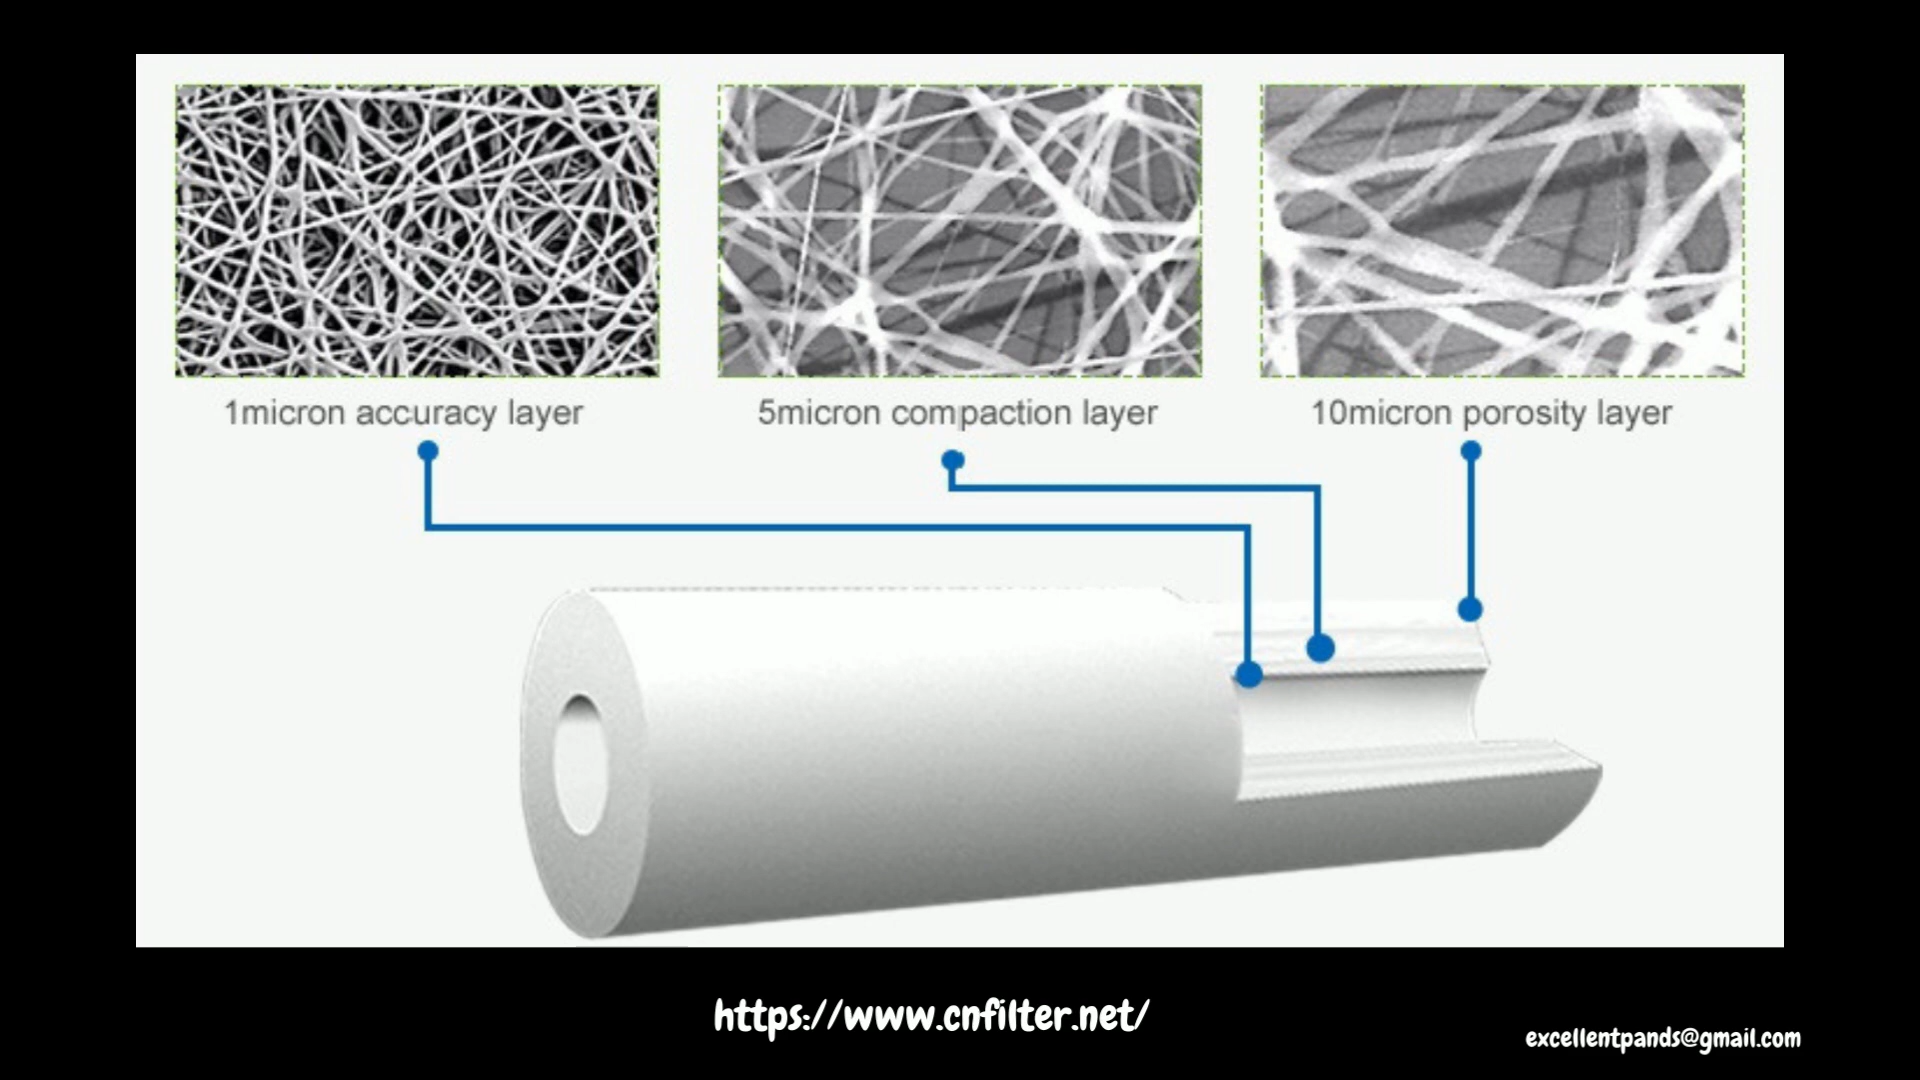 1micron accuracy layer
5micron compaction layer
10micron porosity layer
https://www.cnfilter.net/
excellentpands@gmail.com